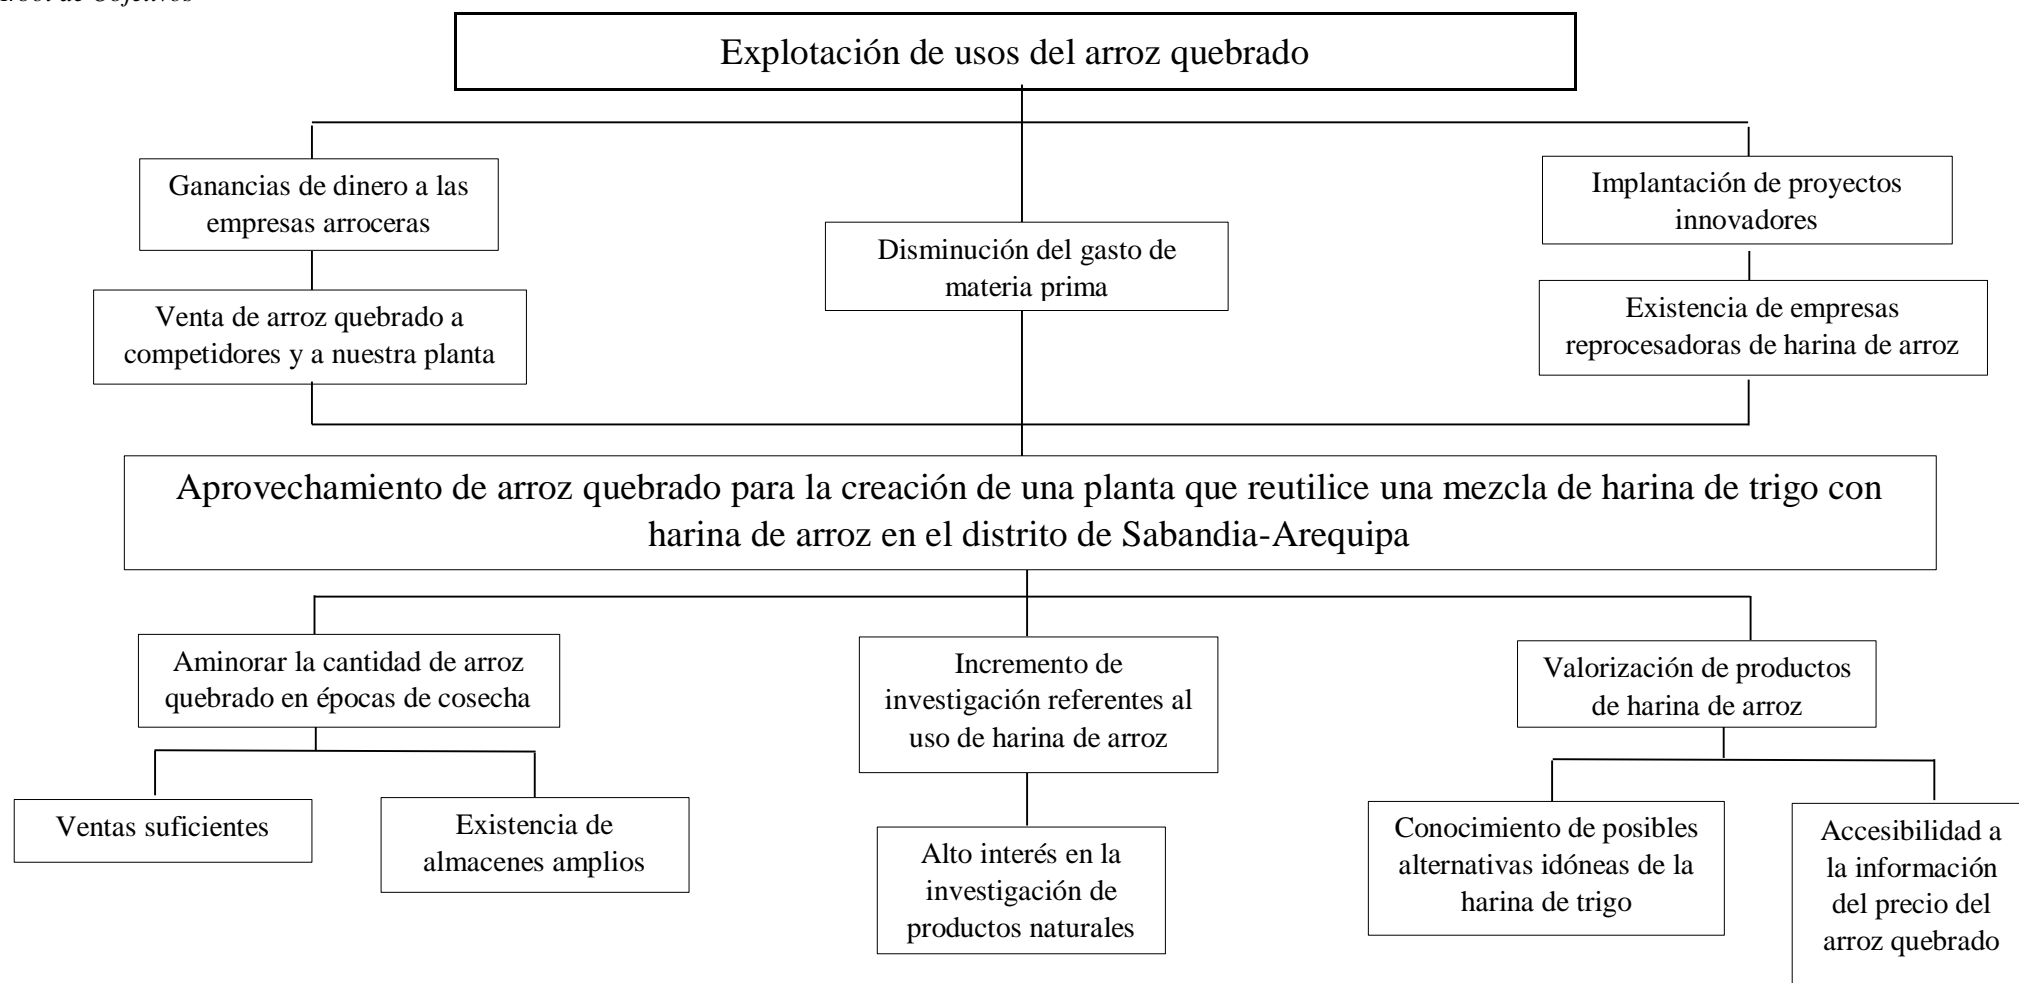 de Objetivos
Explotación de usos del arroz quebrado
Ganancias de dinero a las
empresas arroceras
Implantación de proyectos
innovadores
Disminución del gasto de
materia prima
Venta de arroz quebrado a
competidores y a nuestra planta
Existencia de empresas
reprocesadoras de harina de arroz
Aprovechamiento de arroz quebrado para la creación de una planta que reutilice una mezcla de harina de trigo con
harina de arroz en el distrito de Sabandia-Arequipa
Aminorar la cantidad de arroz
quebrado en épocas de cosecha
Incremento de
investigación referentes al
uso de harina de arroz
Valorización de productos
de harina de arroz
Ventas suficientes
Existencia de
almacenes amplios
Alto interés en la
investigación de
productos naturales
Conocimiento de posibles
alternativas idóneas de la
harina de trigo
Accesibilidad a
la información
del precio del
arroz quebrado